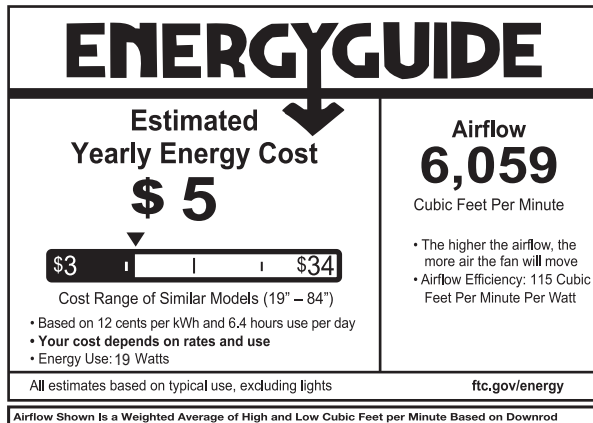 ENERGYGUIDE
Estimated
Yearly Energy Cost
$ 5
$3
$34
Cost Range of Similar Models (19” – 84”)
• Based on 12 cents per kWh and 6.4 hours use per day
• Your cost depends on rates and use
• Energy Use: 19 Watts
Airflow
6,059
Cubic Feet Per Minute
• The higher the airflow, the
more air the fan will move
• Airflow Efficiency: 115 Cubic
Feet Per Minute Per Watt
All estimates based on typical use, excluding lights
ftc.gov/energy
Airflow Shown Is a Weighted Average of High and Low Cubic Feet per Minute Based on Downrod